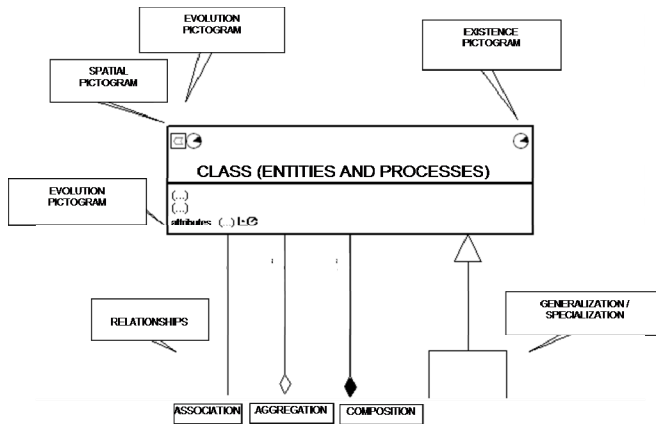 EVOLUTION
PICTOGRAM
EXISTENCE
PICTOGRAM
SPATIAL
PICTOGRAM
CLASS (ENTITIES AND PROCESSES)
EVOLUTION
PICTOGRAM
(...)
(...)
attributes (...)
GENERALIZATION /
SPECIALIZATION
RELATIONSHIPS
ASSOCIATION
AGGREGATION
COMPOSITION